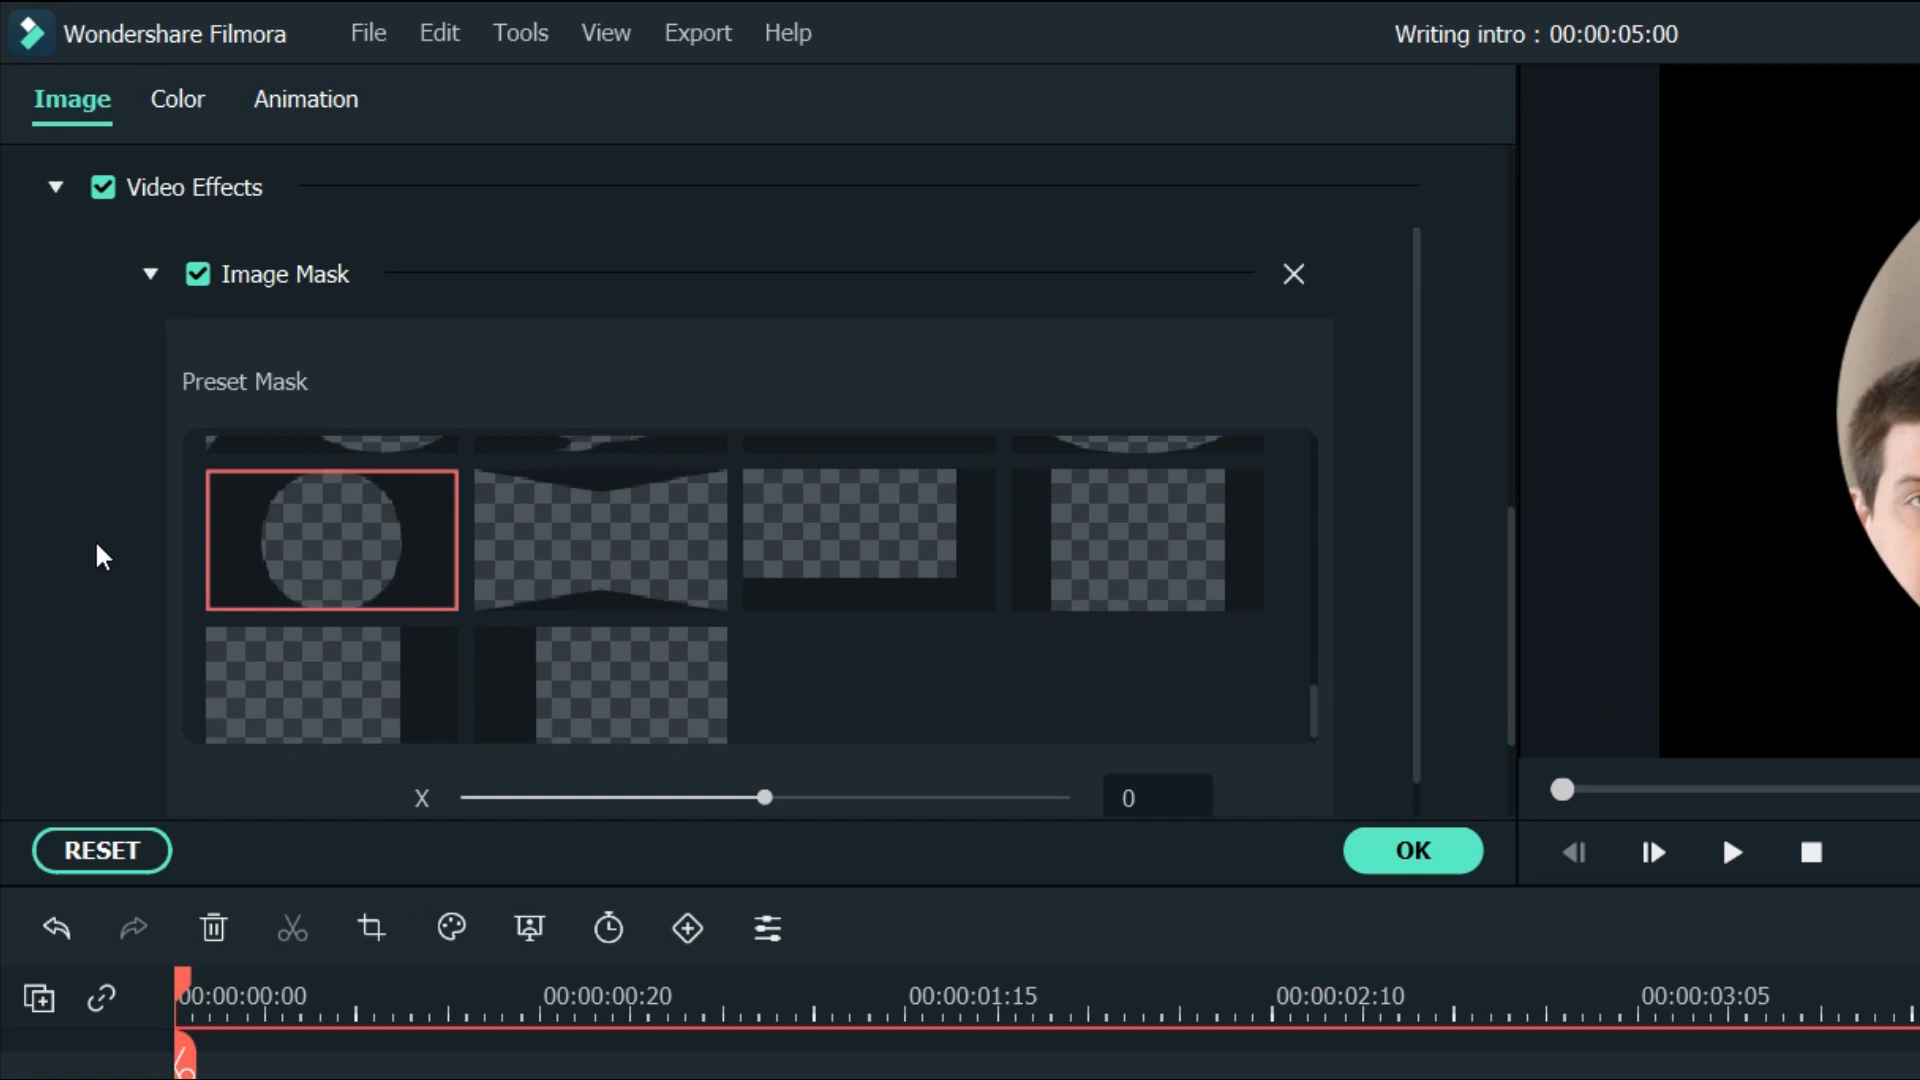 Wondershare Filmora File Edit Tools View Export Help Writing intro : 00:00:05:00
Image Color Animation
Video Effects
Image Mask
Preset Mask
X 0
RESET OK
00:00:00:00 00:00:00:20 00:00:01:15 00:00:02:10 00:00:03:05